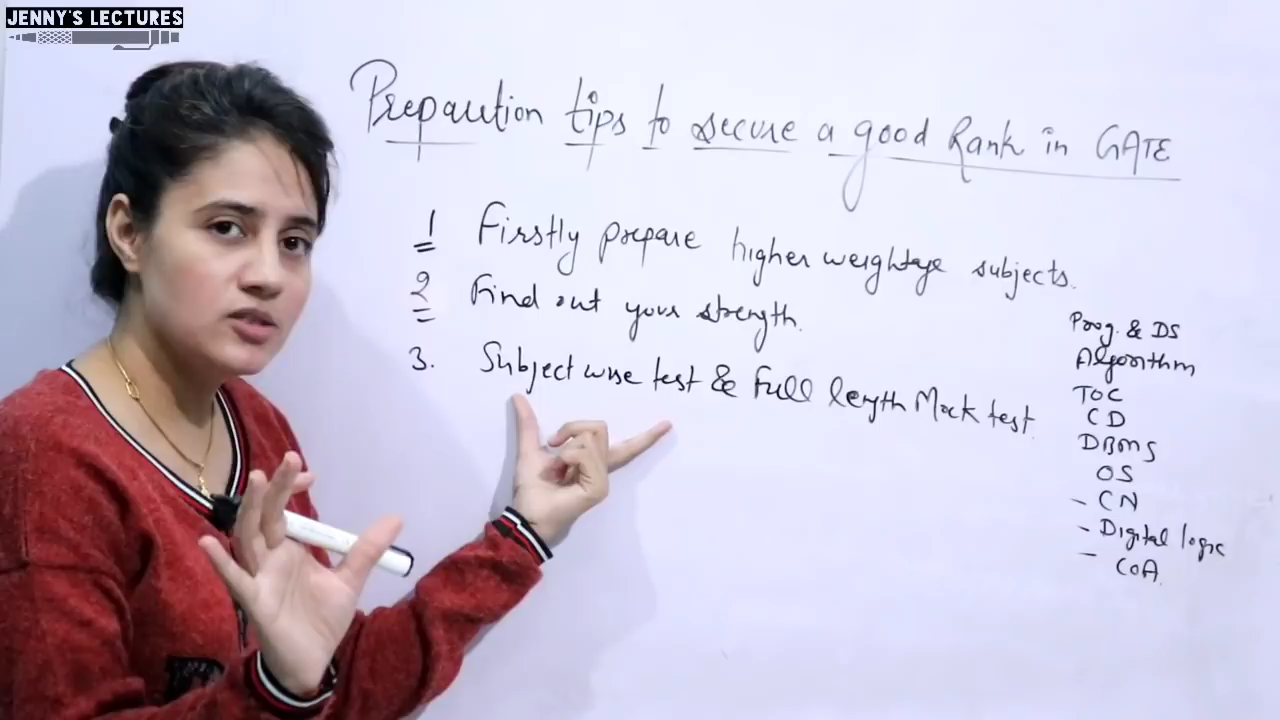 JENNY'S LECTURES
Preparation tips to secure a good Rank in GATE
1 Firstly prepare higher weightage subjects.
2 Find out your strength.
3. Subject wise test & Full length Mock test.
Prog. & DS
Algorithm
TOC
CD
DBMS
OS
- CN
- Digital logic
- COA